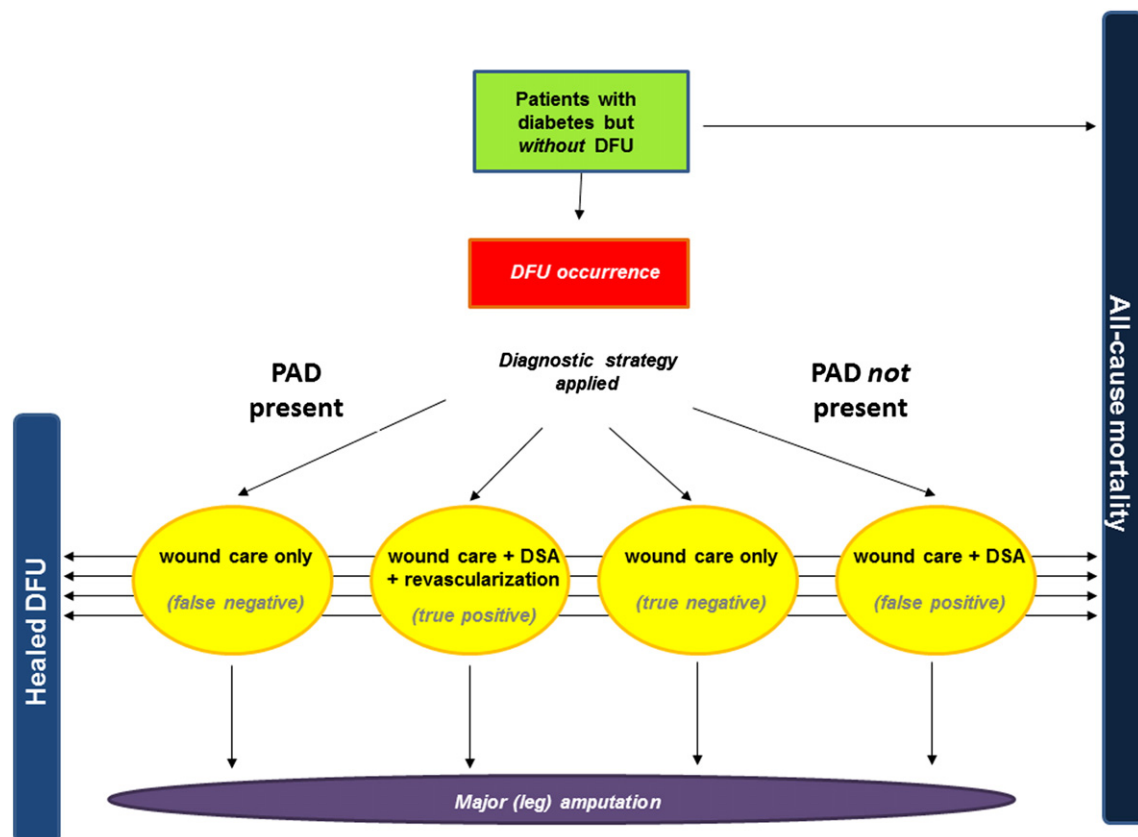 Patients with
diabetes but
without DFU
DFU occurrence
Diagnostic strategy
applied
PAD
present
PAD not
present
wound care only
(false negative)
wound care + DSA
+ revascularization
(true positive)
wound care only
(true negative)
wound care + DSA
(false positive)
Healed DFU
All-cause mortality
Major (leg) amputation